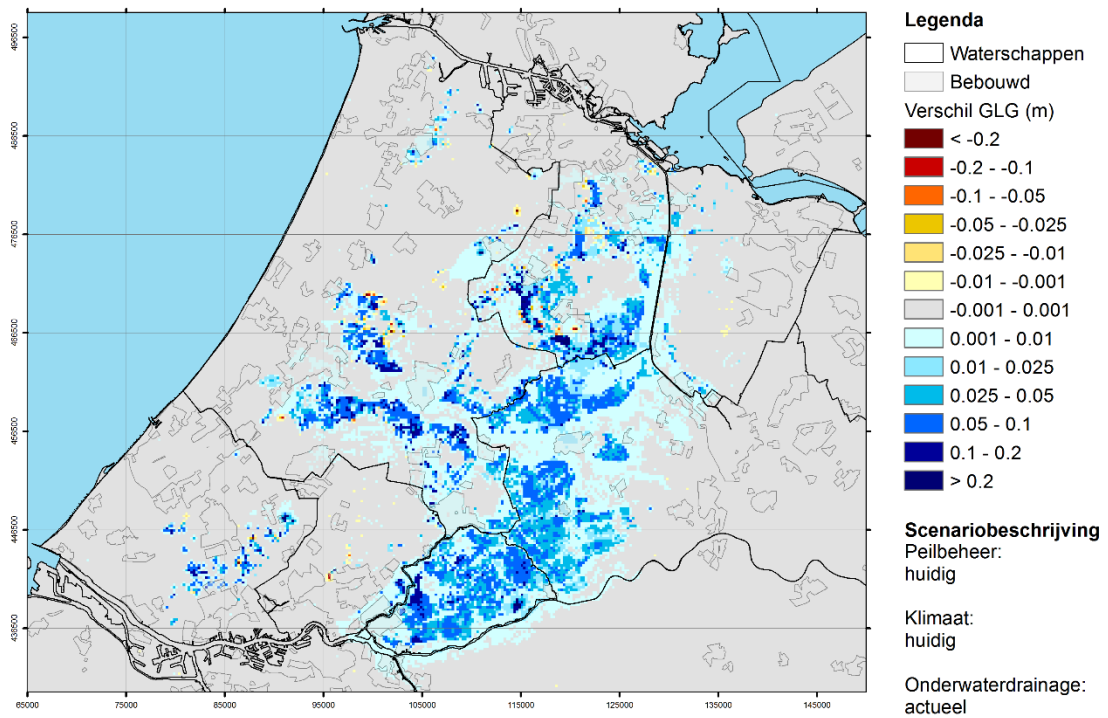 Legenda
Waterschappen
Bebouwd
Verschil GLG (m)
< -0.2
-0.2 - -0.1
-0.1 - -0.05
-0.05 - -0.025
-0.025 - -0.01
-0.01 - -0.001
-0.001 - 0.001
0.001 - 0.01
0.01 - 0.025
0.025 - 0.05
0.05 - 0.1
0.1 - 0.2
> 0.2
Scenariobeschrijving
Peilbeheer:
huidig
Klimaat:
huidig
Onderwaterdrainage:
actueel
496500
486500
476500
466500
456500
446500
436500
65000 75000 85000 95000 105000 115000 125000 135000 145000